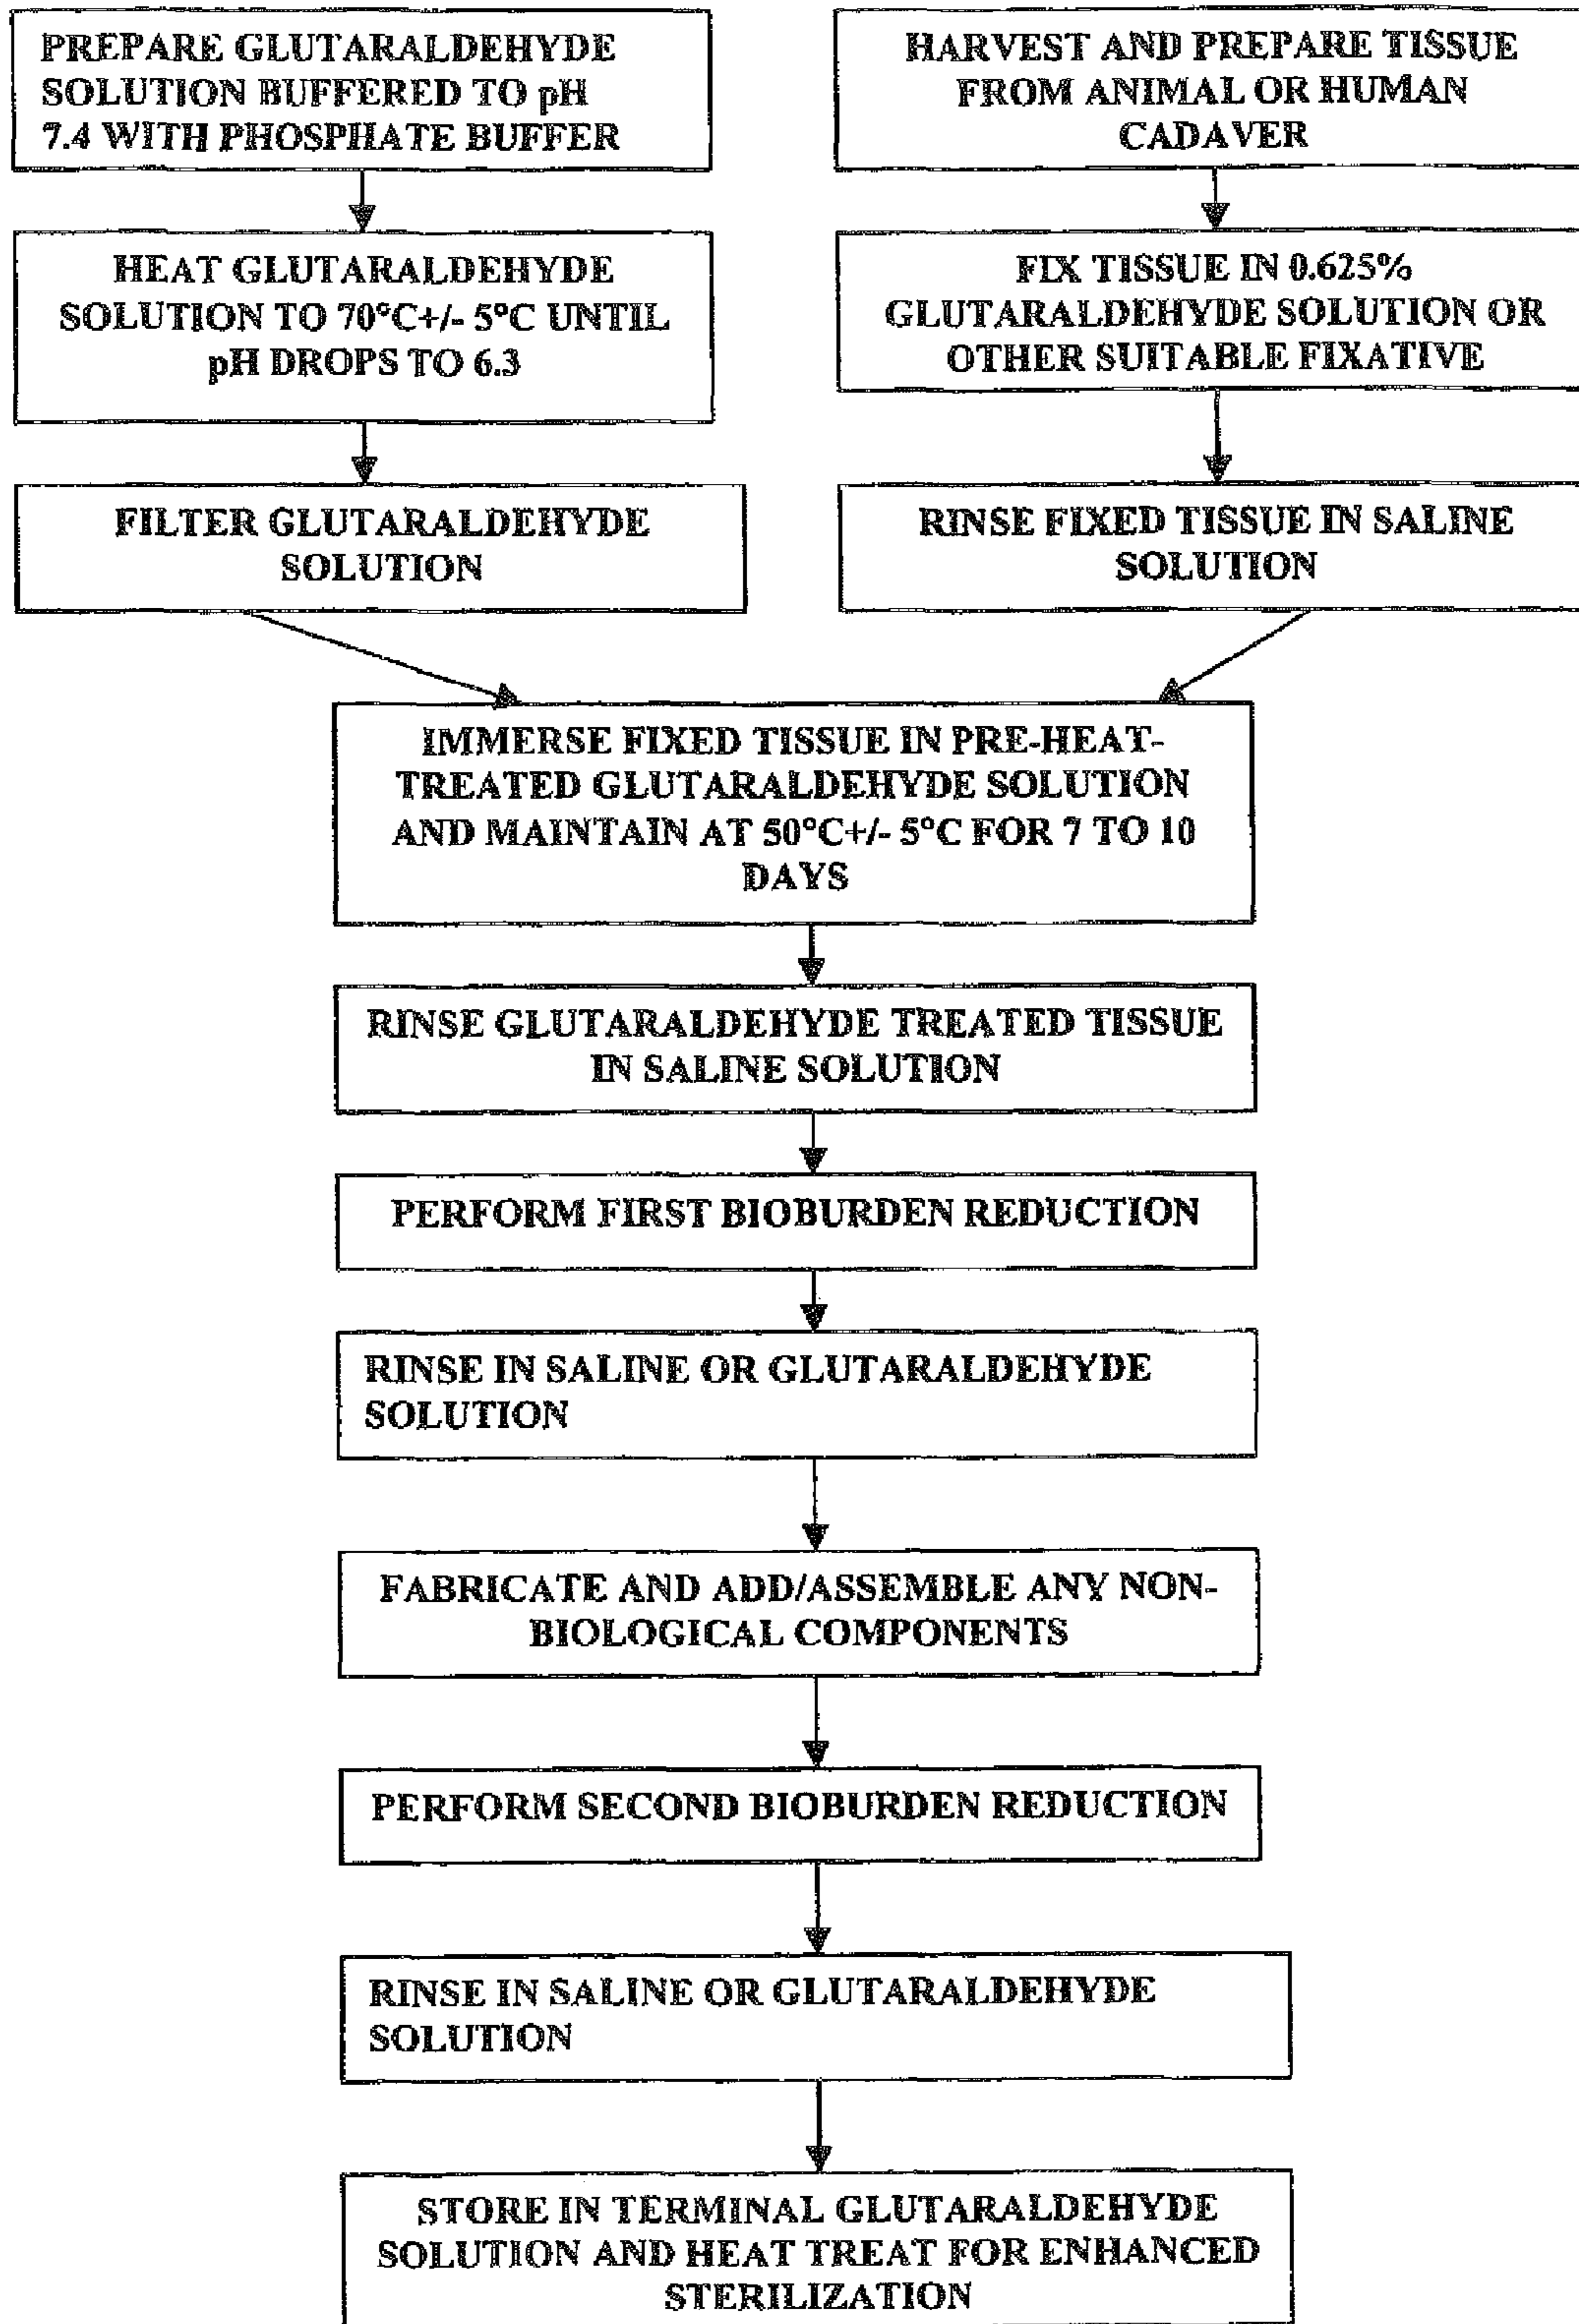 PREPARE GLUTARALDEHYDE
SOLUTION BUFFERED TO pH
7.4 WITH PHOSPHATE BUFFER
HEAT GLUTARALDEHYDE
SOLUTION TO 70°C+/- 5°C UNTIL
pH DROPS TO 6.3
FILTER GLUTARALDEHYDE
SOLUTION
HARVEST AND PREPARE TISSUE
FROM ANIMAL OR HUMAN
CADAVER
FIX TISSUE IN 0.625%
GLUTARALDEHYDE SOLUTION OR
OTHER SUITABLE FIXATIVE
RINSE FIXED TISSUE IN SALINE
SOLUTION
IMMERSE FIXED TISSUE IN PRE-HEAT-
TREATED GLUTARALDEHYDE SOLUTION
AND MAINTAIN AT 50°C+/- 5°C FOR 7 TO 10
DAYS
RINSE GLUTARALDEHYDE TREATED TISSUE
IN SALINE SOLUTION
PERFORM FIRST BIOBURDEN REDUCTION
RINSE IN SALINE OR GLUTARALDEHYDE
SOLUTION
FABRICATE AND ADD/ASSEMBLE ANY NON-
BIOLOGICAL COMPONENTS
PERFORM SECOND BIOBURDEN REDUCTION
RINSE IN SALINE OR GLUTARALDEHYDE
SOLUTION
STORE IN TERMINAL GLUTARALDEHYDE
SOLUTION AND HEAT TREAT FOR ENHANCED
STERILIZATION